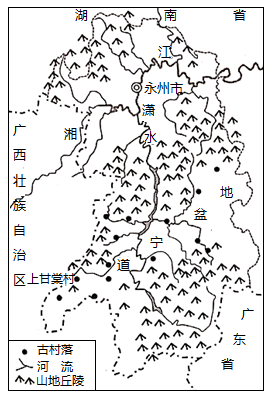 湖南省
江
永州市
潇水
湘
广西壮族自治区
地
盆
宁
道
上甘棠村
广东省
古村落
河流
山地丘陵